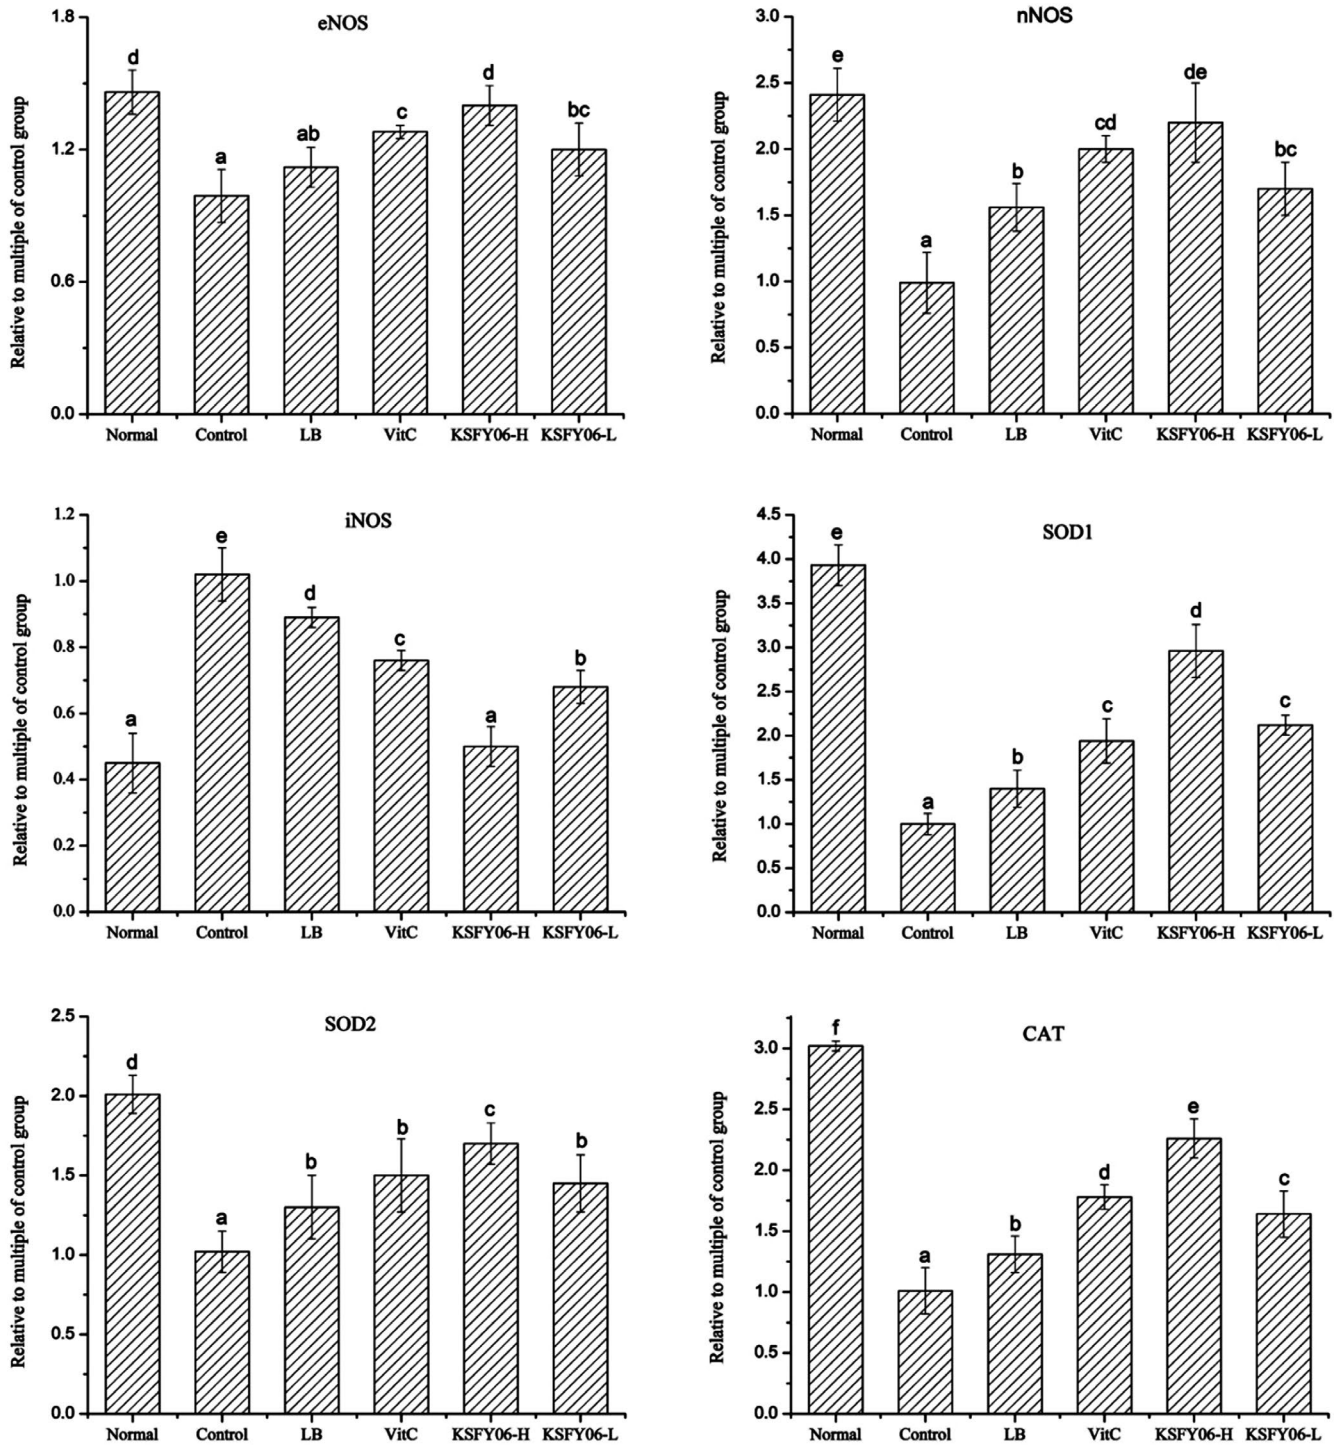 eNOS
Relative to multiple of control group
1.8
1.2
0.6
0.0
d
a
ab
c
d
bc
Normal Control LB VitC KSFY06-H KSFY06-L
nNOS
Relative to multiple of control group
3.0
2.5
2.0
1.5
1.0
0.5
0.0
e
a
b
cd
de
bc
Normal Control LB VitC KSFY06-H KSFY06-L
iNOS
Relative to multiple of control group
1.2
1.0
0.8
0.6
0.4
0.2
0.0
a
e
d
c
a
b
Normal Control LB VitC KSFY06-H KSFY06-L
SOD1
Relative to multiple of control group
4.5
4.0
3.5
3.0
2.5
2.0
1.5
1.0
0.5
0.0
e
a
b
c
d
c
Normal Control LB VitC KSFY06-H KSFY06-L
SOD2
Relative to multiple of control group
2.5
2.0
1.5
1.0
0.5
0.0
d
a
b
b
c
b
Normal Control LB VitC KSFY06-H KSFY06-L
CAT
Relative to multiple of control group
3.0
2.5
2.0
1.5
1.0
0.5
0.0
f
a
b
d
e
c
Normal Control LB VitC KSFY06-H KSFY06-L